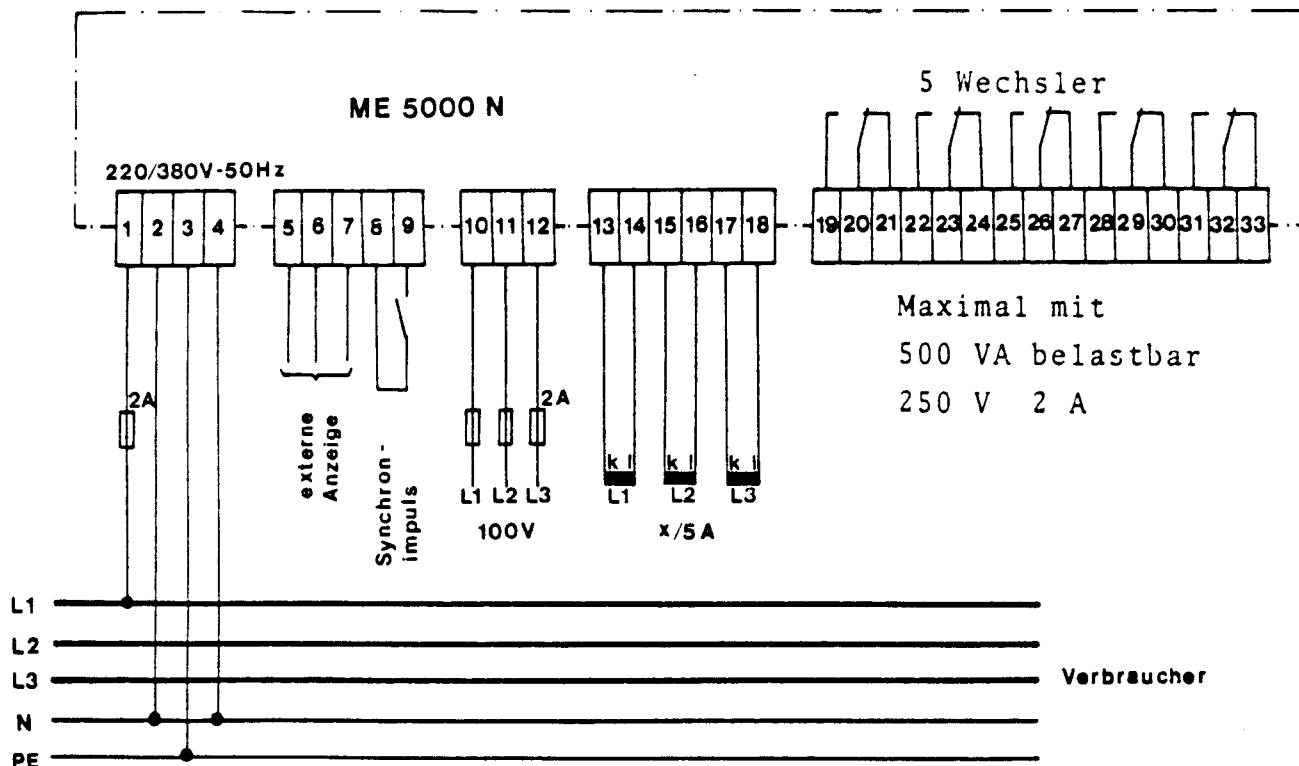 5 Wechsler
ME 5000 N
220/380V-50Hz
1 2 3 4 5 6 7 8 9 10 11 12 13 14 15 16 17 18 19 20 21 22 23 24 25 26 27 28 29 30 31 32 33
Maximal mit
500 VA belastbar
250 V 2 A
2A
2A
externe
Anzeige
Synchron-
impuls
k l k l k l
L1 L2 L3 L1 L2 L3
100V x/5A
L1
L2
L3
Verbraucher
N
PE